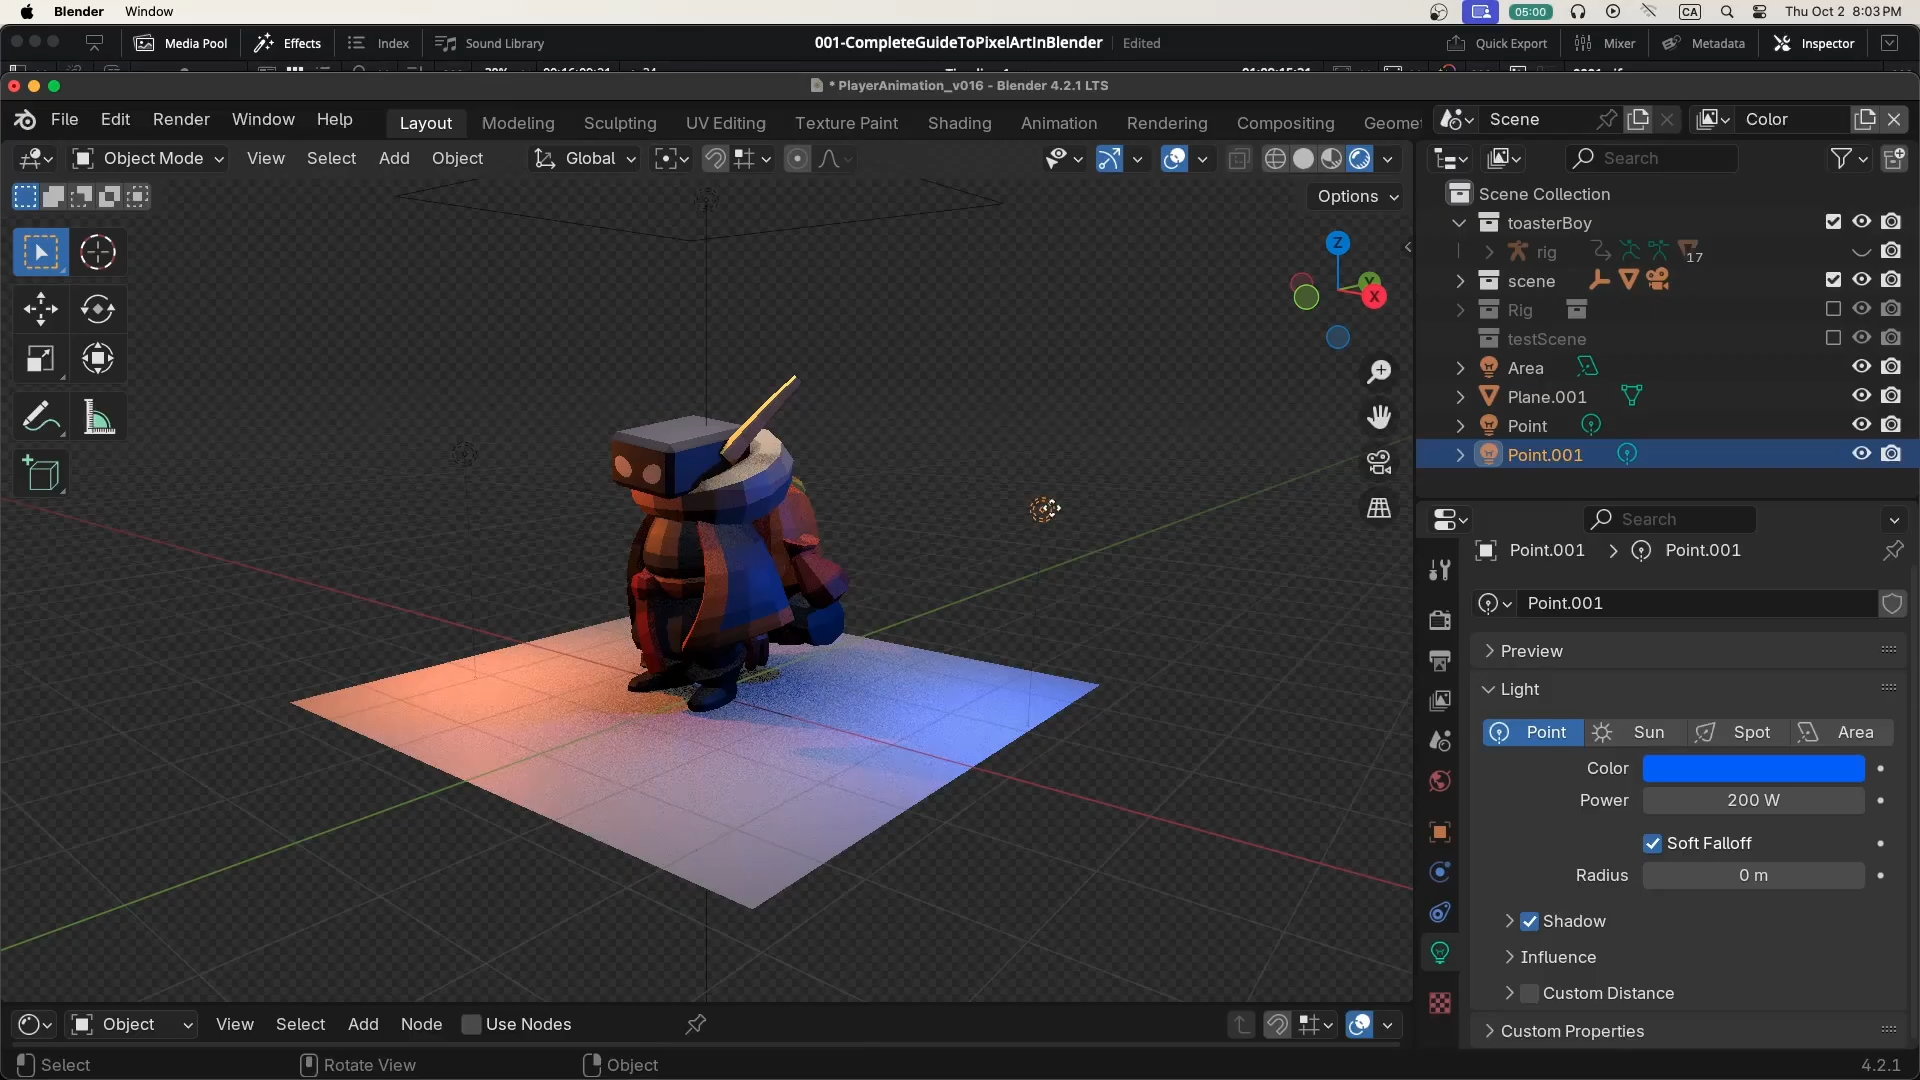 Blender Window 05:00 CA Thu Oct 2 8:03 PM
Media Pool Effects Index Sound Library 001-CompleteGuideToPixelArtInBlender Edited Quick Export Mixer Metadata Inspector
* PlayerAnimation_v016 - Blender 4.2.1 LTS
File Edit Render Window Help Layout Modeling Sculpting UV Editing Texture Paint Shading Animation Rendering Compositing Geomet Scene Color
Object Mode View Select Add Object Global Search
Options
Scene Collection
toasterBoy
Z
rig 17
Y
scene
X
Rig
testScene
Area
Plane.001
Point
Point.001
Search
Point.001 Point.001
Point.001
Preview
Light
Point Sun Spot Area
Color
Power 200 W
Soft Falloff
Radius 0 m
Shadow
Influence
Custom Distance
Custom Properties
Object View Select Add Node Use Nodes
Select Rotate View Object 4.2.1